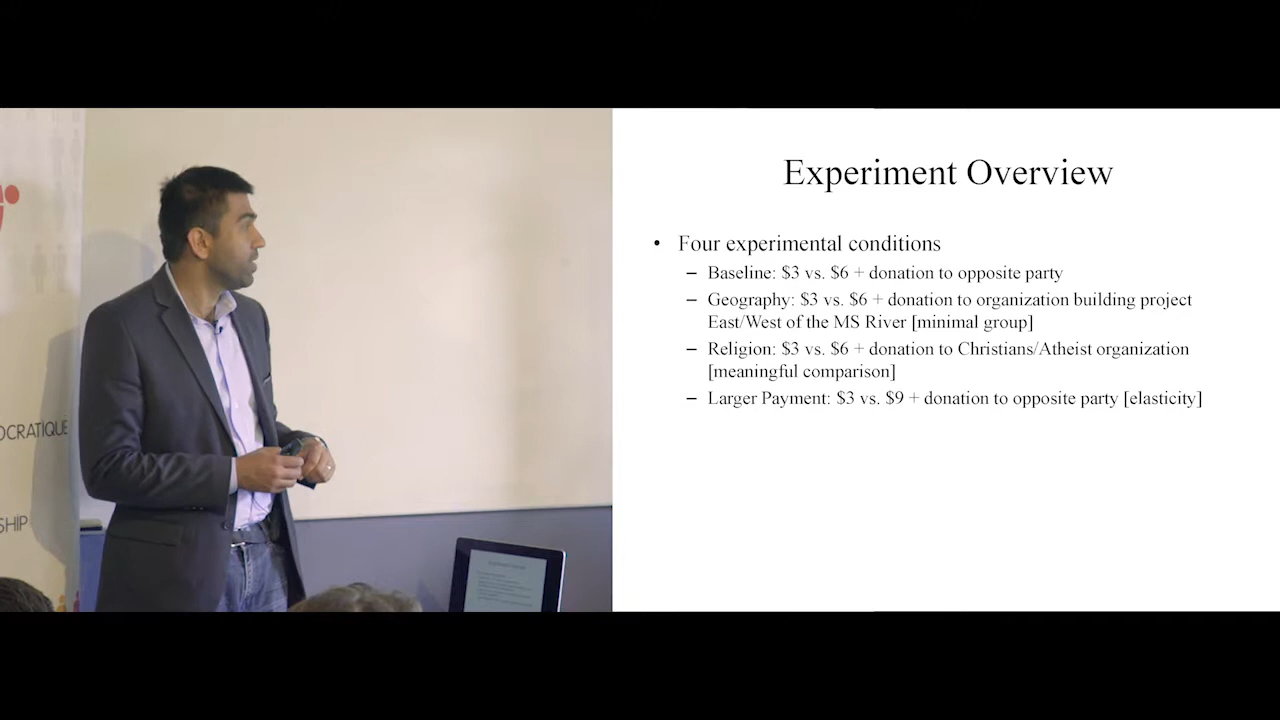 OCRATIQUE
SHIP
Experiment Overview
• Four experimental conditions
– Baseline: $3 vs. $6 + donation to opposite party
– Geography: $3 vs. $6 + donation to organization building project
East/West of the MS River [minimal group]
– Religion: $3 vs. $6 + donation to Christians/Atheist organization
[meaningful comparison]
– Larger Payment: $3 vs. $9 + donation to opposite party [elasticity]
Experiment Overview